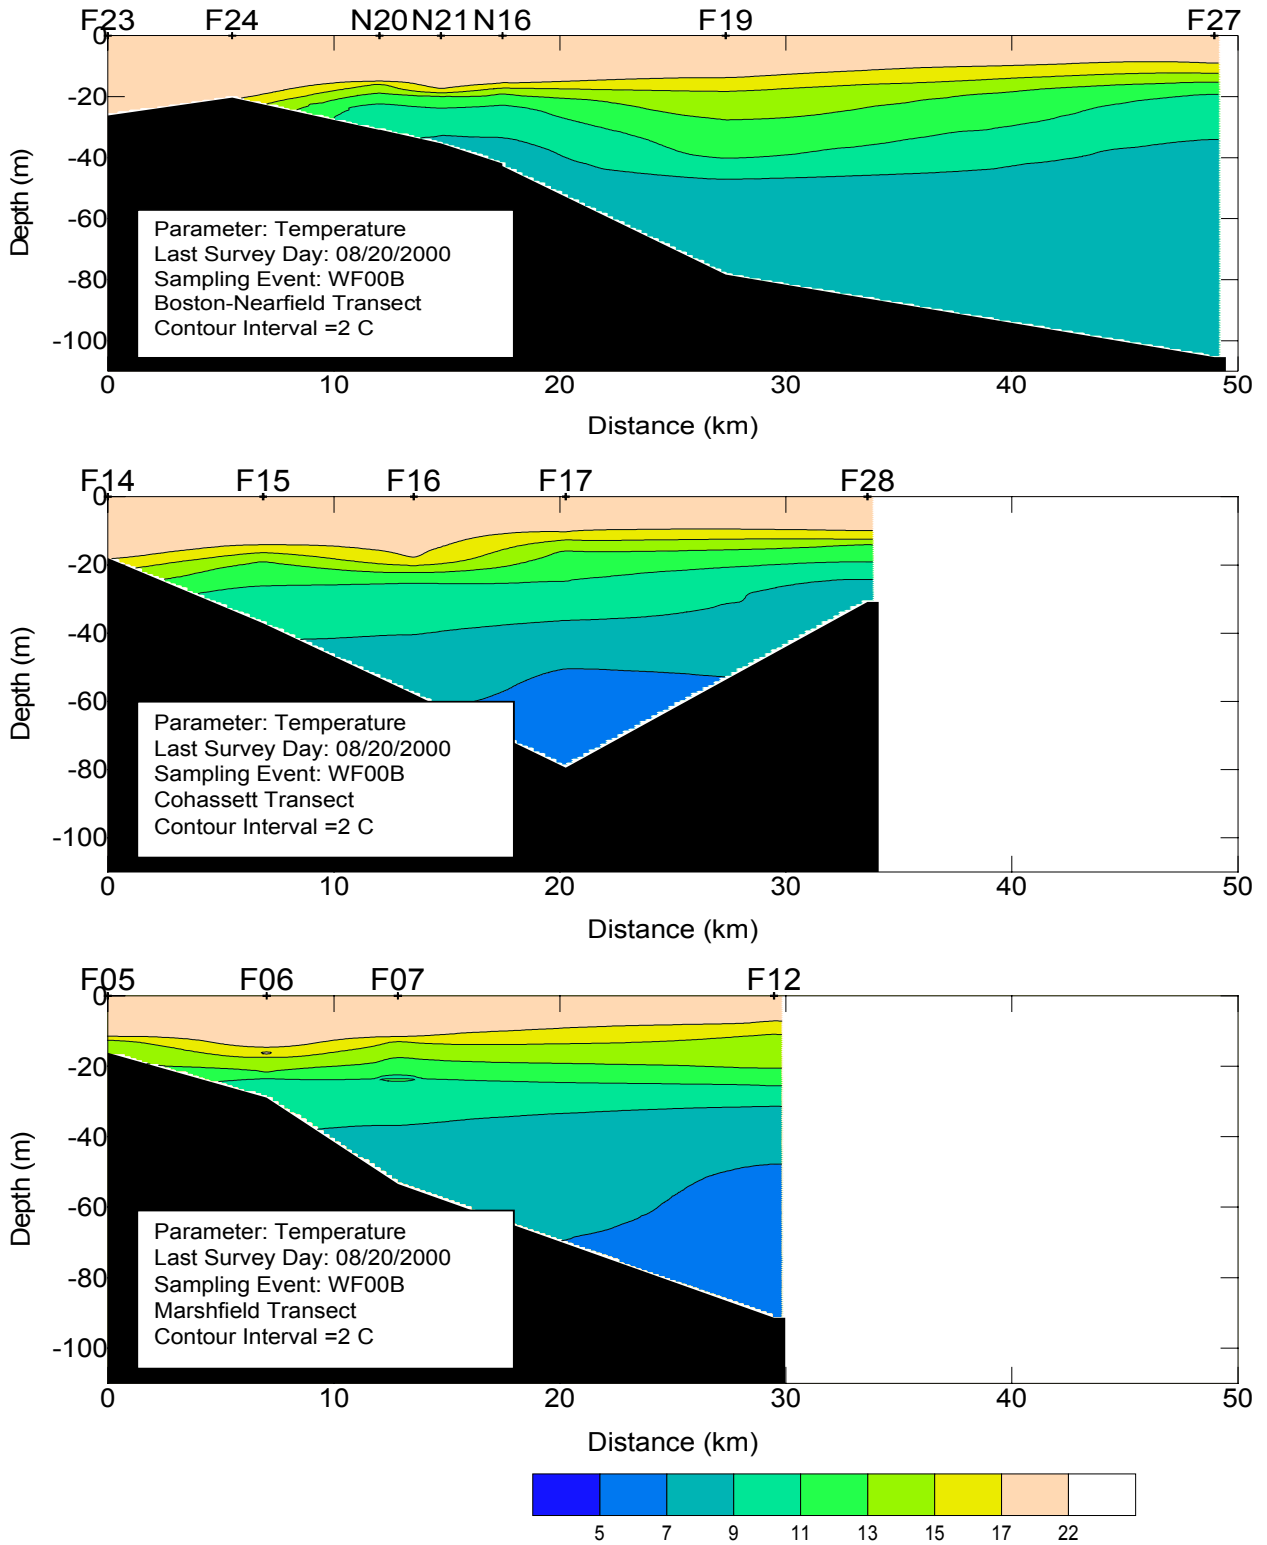 F23 F24 N20 N21 N16 F19 F27
0
-20
-40
-60
-80
-100
Depth (m)
Parameter: Temperature
Last Survey Day: 08/20/2000
Sampling Event: WF00B
Boston-Nearfield Transect
Contour Interval =2 C
0 10 20 30 40 50
Distance (km)
F14 F15 F16 F17 F28
0
-20
-40
-60
-80
-100
Depth (m)
Parameter: Temperature
Last Survey Day: 08/20/2000
Sampling Event: WF00B
Cohassett Transect
Contour Interval =2 C
0 10 20 30 40 50
Distance (km)
F05 F06 F07 F12
0
-20
-40
-60
-80
-100
Depth (m)
Parameter: Temperature
Last Survey Day: 08/20/2000
Sampling Event: WF00B
Marshfield Transect
Contour Interval =2 C
0 10 20 30 40 50
Distance (km)
5 7 9 11 13 15 17 22